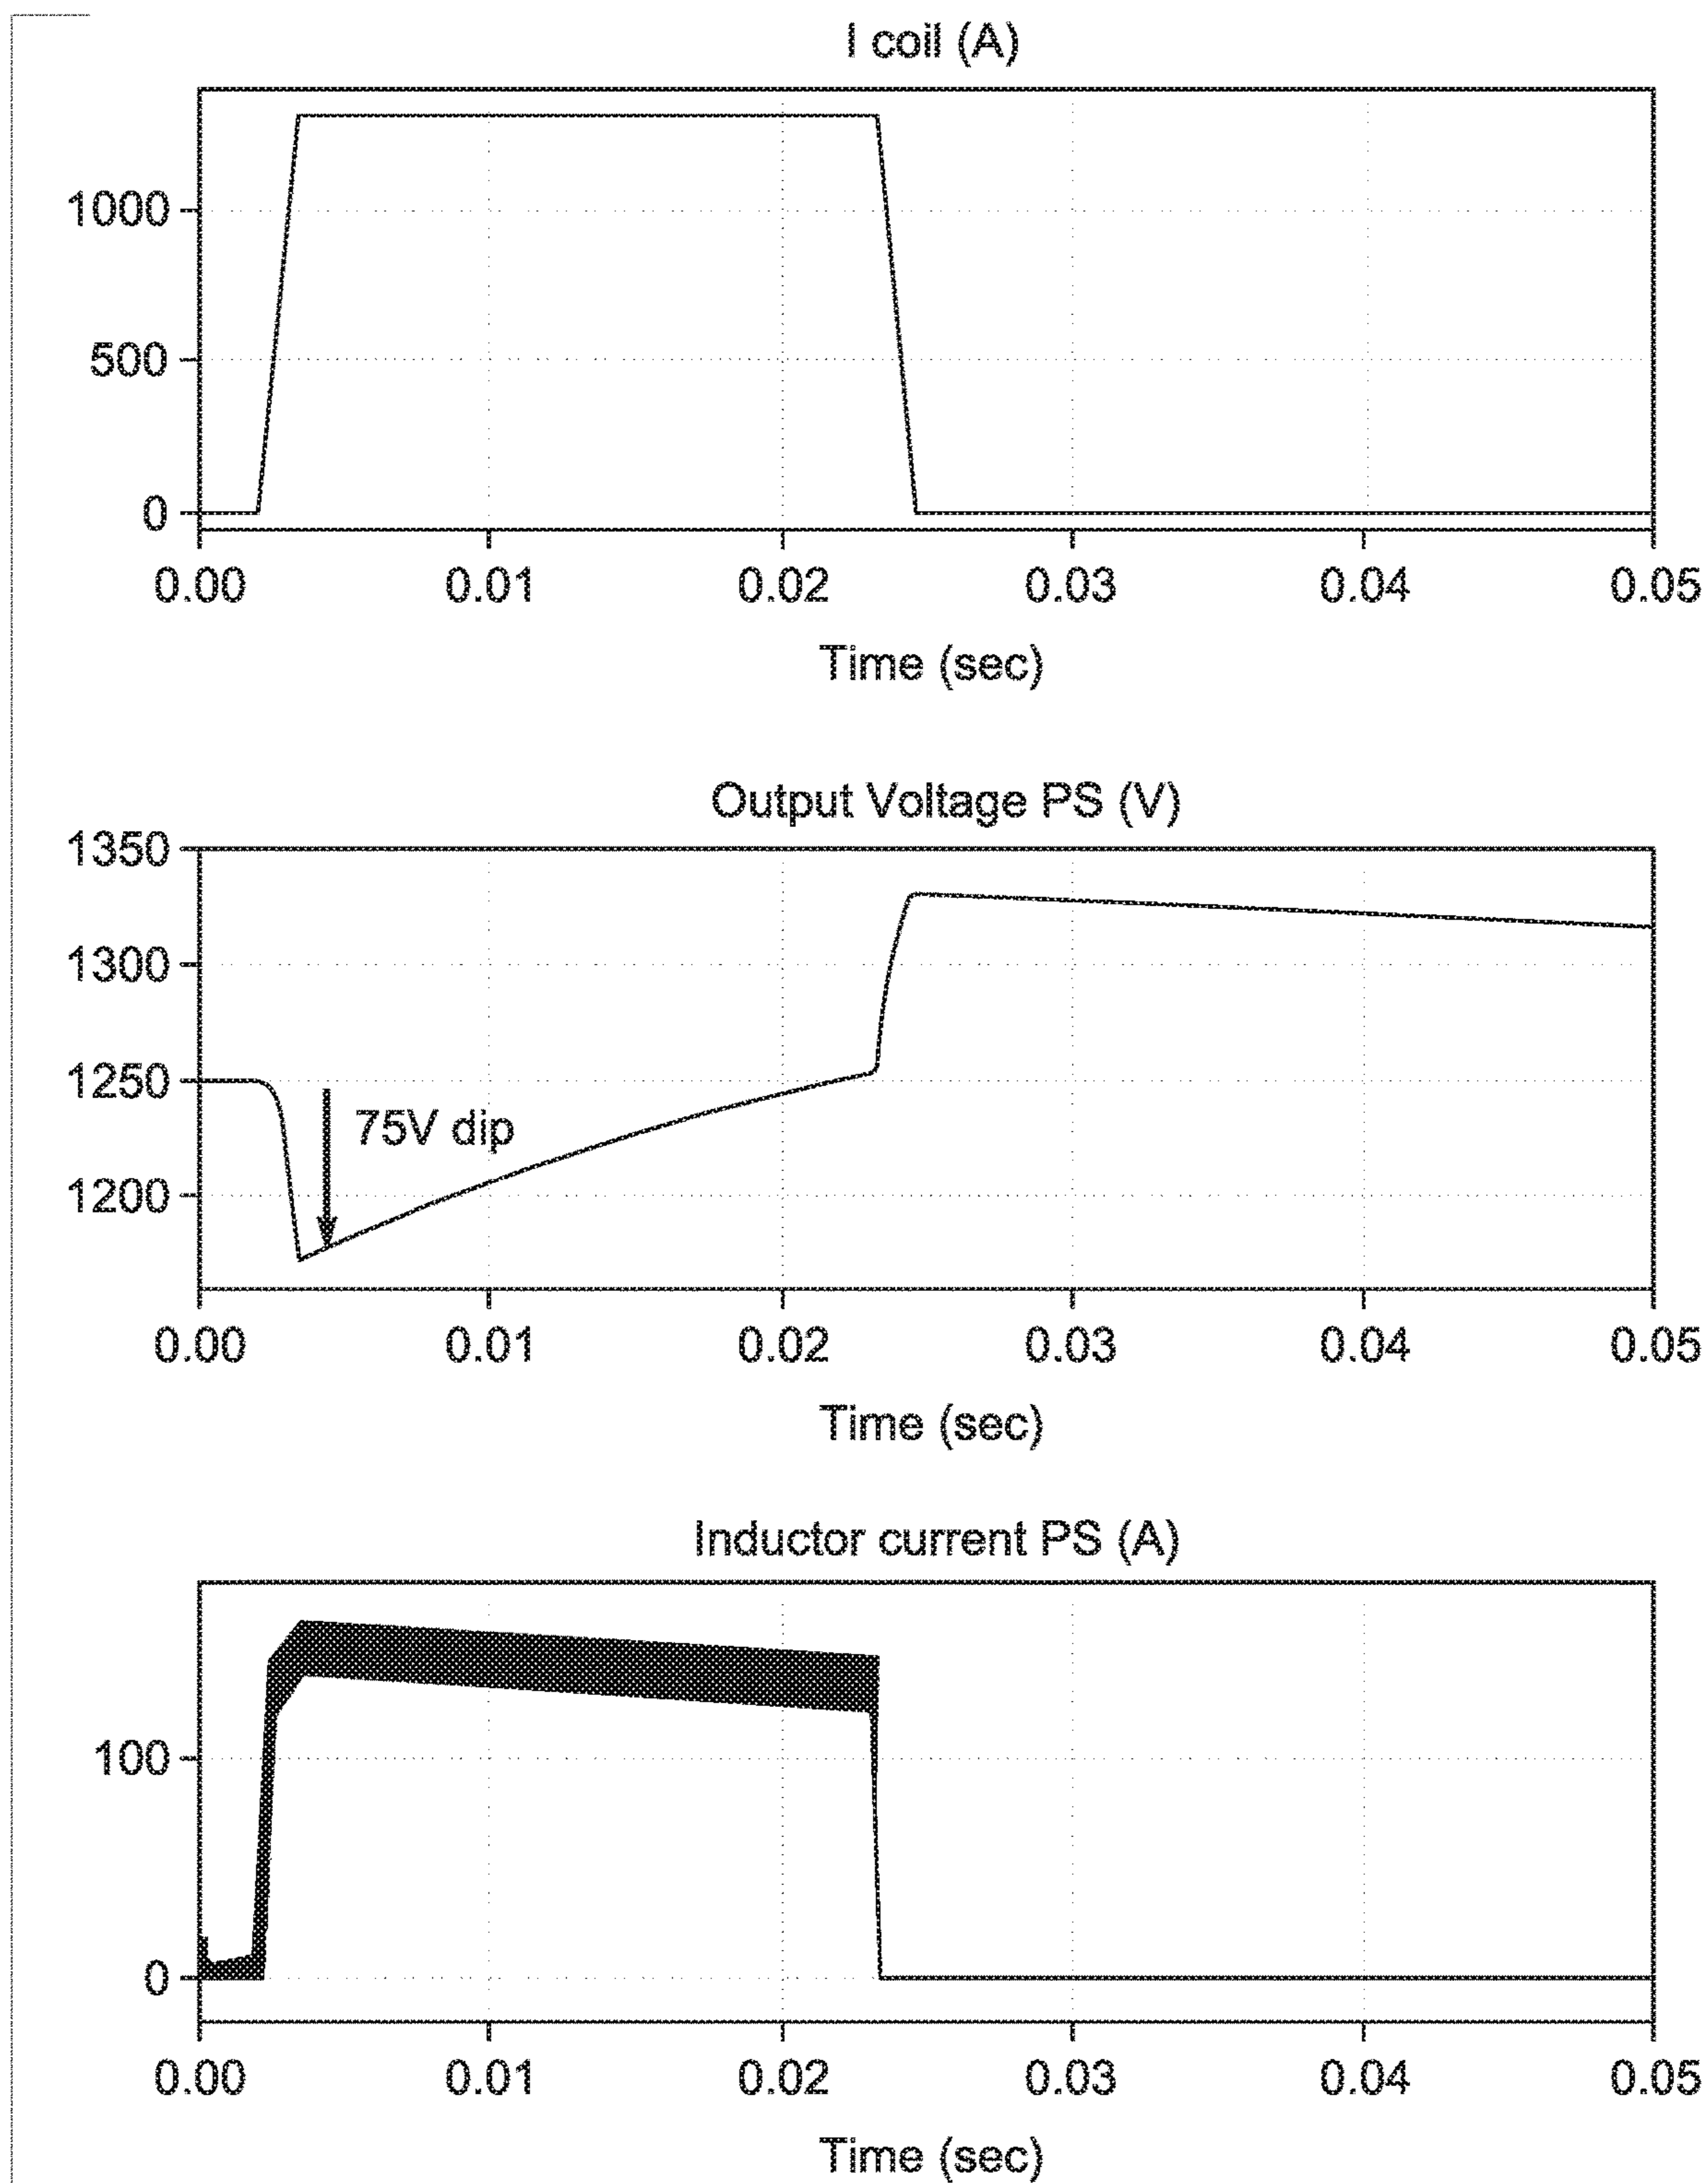 I coil (A)
1000
500
0
0.00 0.01 0.02 0.03 0.04 0.05
Time (sec)
Output Voltage PS (V)
1350
1300
1250
75V dip
1200
0.00 0.01 0.02 0.03 0.04 0.05
Time (sec)
Inductor current PS (A)
100
0
0.00 0.01 0.02 0.03 0.04 0.05
Time (sec)